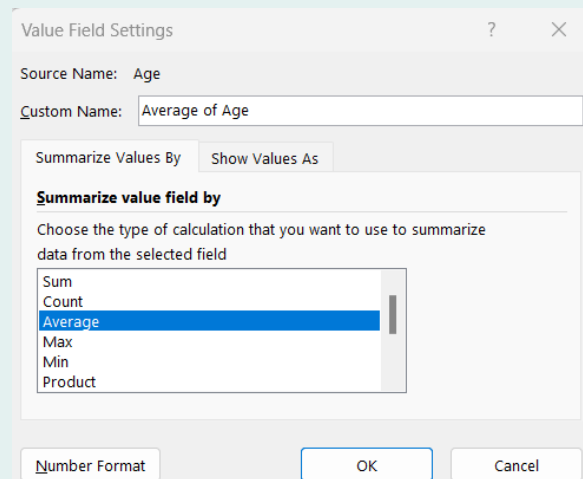 Value Field Settings ?
Source Name: Age
Custom Name: Average of Age
Summarize Values By Show Values As
Summarize value field by
Choose the type of calculation that you want to use to summarize
data from the selected field
Sum
Count
Average
Max
Min
Product
Number Format OK Cancel